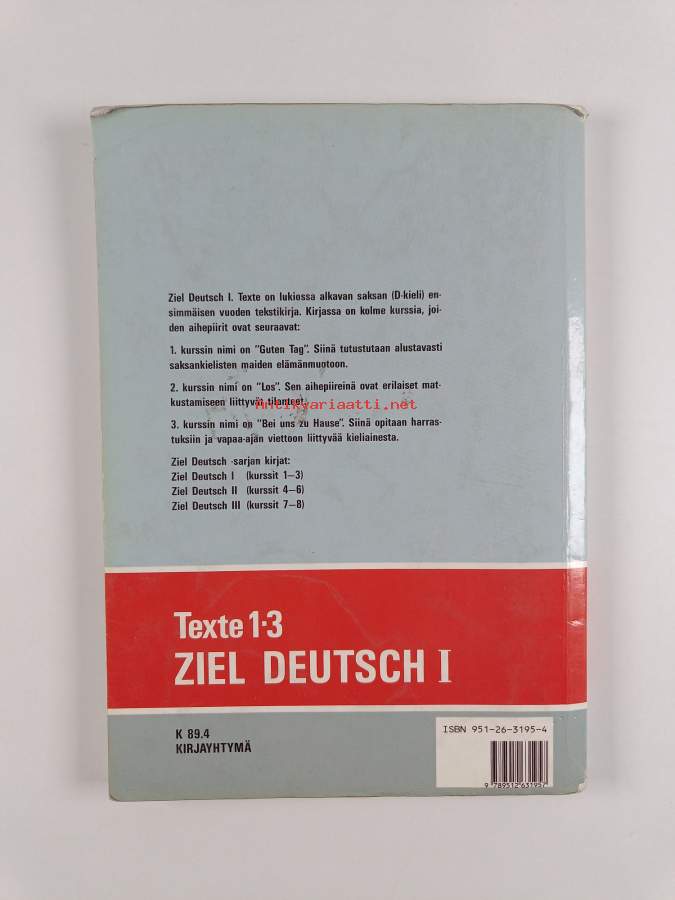 Ziel Deutsch I. Texte on lukiossa alkavan saksan (D-kieli) en-
simmäisen vuoden tekstikirja. Kirjassa on kolme kurssia, joi-
den aihepiirit ovat seuraavat:
1. kurssin nimi on "Guten Tag". Siinä tutustutaan alustavasti
saksankielisten maiden elämänmuotoon.
2. kurssin nimi on "Los". Sen aihepiireinä ovat erilaiset mat-
kustamiseen liittyvät tilanteet.
Antikvariaatti.net
3. kurssin nimi on "Bei uns zu Hause". Siinä opitaan harras-
tuksiin ja vapaa-ajan viettoon liittyvää kieliainesta.
Ziel Deutsch -sarjan kirjat:
Ziel Deutsch I (kurssit 1–3)
Ziel Deutsch II (kurssit 4–6)
Ziel Deutsch III (kurssit 7–8)
Texte 1·3
ZIEL DEUTSCH I
K 89.4
KIRJAYHTYMÄ
ISBN 951-26-3195-4
9 789512 631957